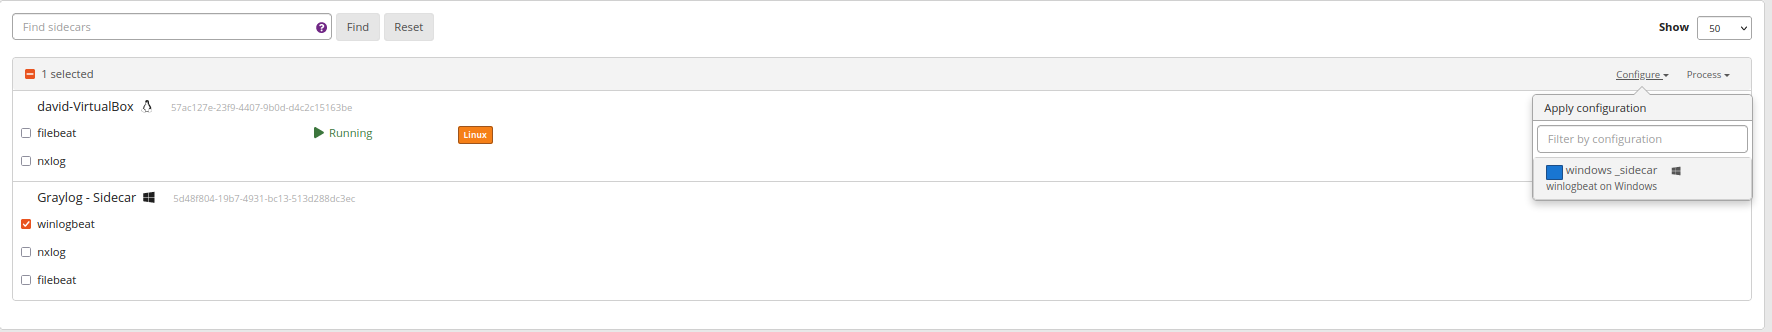 Find sidecars ? Find Reset Show 50
1 selected Configure Process
david-VirtualBox 57ac127e-23f9-4407-9b0d-d4c2c15163be Apply configuration
filebeat Running Linux Filter by configuration
nxlog
windows _sidecar
winlogbeat on Windows
Graylog - Sidecar 5d48f804-19b7-4931-bc13-513d288dc3ec
winlogbeat
nxlog
filebeat